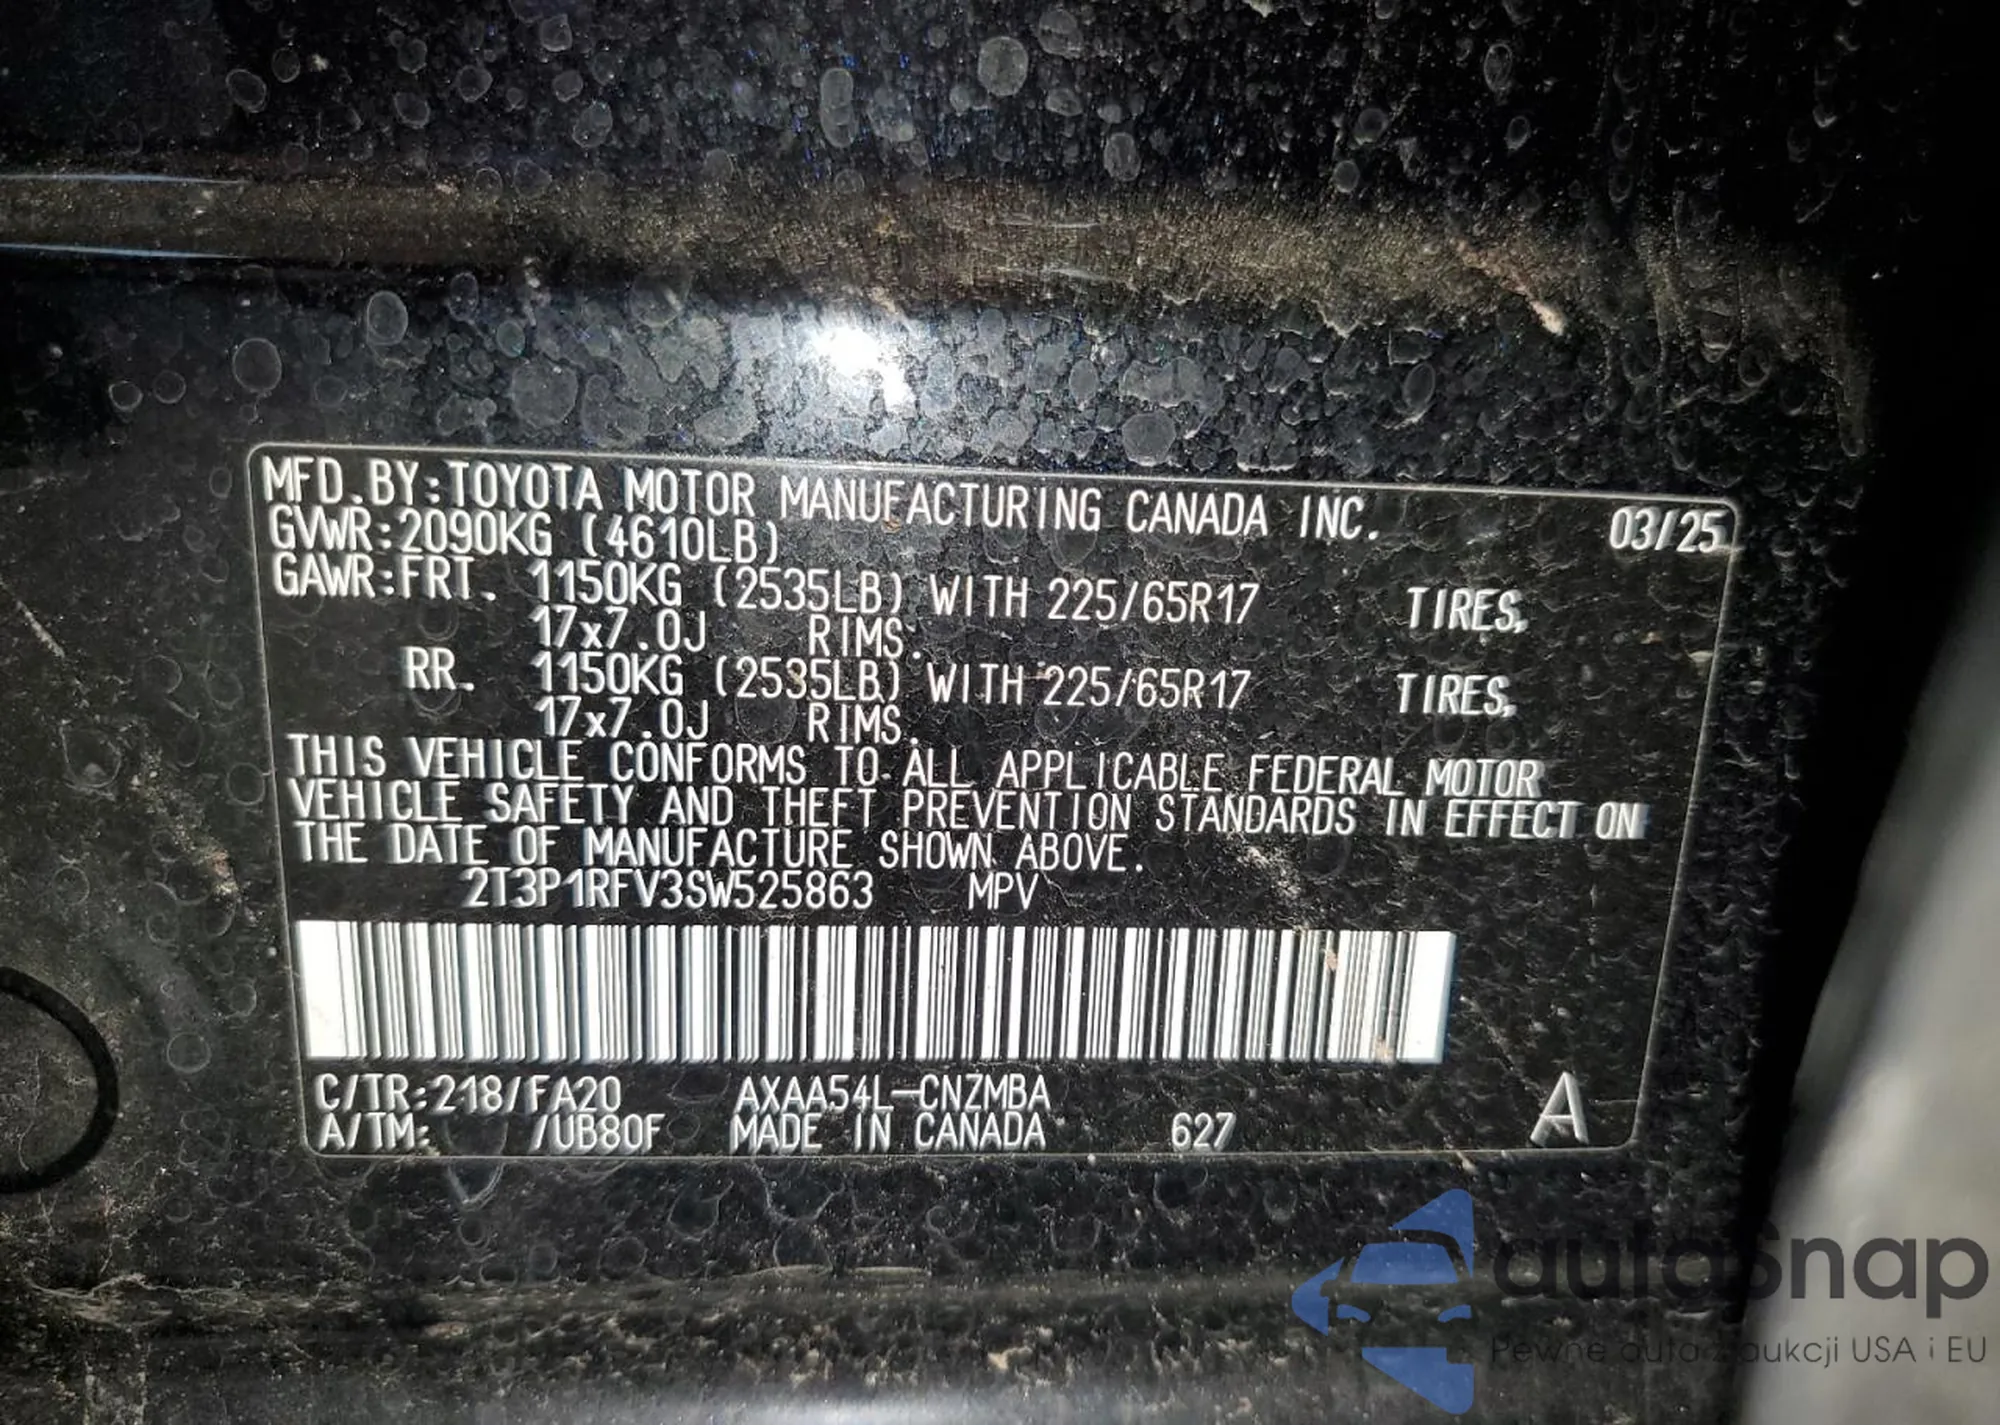 MFD.BY:TOYOTA MOTOR MANUFACTURING CANADA INC. 03/25
GVWR:2090KG (4610LB)
GAWR:FRT. 1150KG (2535LB) WITH 225/65R17 TIRES,
17x7.0J RIMS.
RR. 1150KG (2535LB) WITH 225/65R17 TIRES,
17x7.0J RIMS.
THIS VEHICLE CONFORMS TO ALL APPLICABLE FEDERAL MOTOR
VEHICLE SAFETY AND THEFT PREVENTION STANDARDS IN EFFECT ON
THE DATE OF MANUFACTURE SHOWN ABOVE.
2T3P1RFV3SW525863 MPV
C/TR:218/FA20 AXAA54L-CNZMBA
A/TM: /UB80F MADE IN CANADA 627 A
autosnap
Pewne auta z aukcji USA i EU